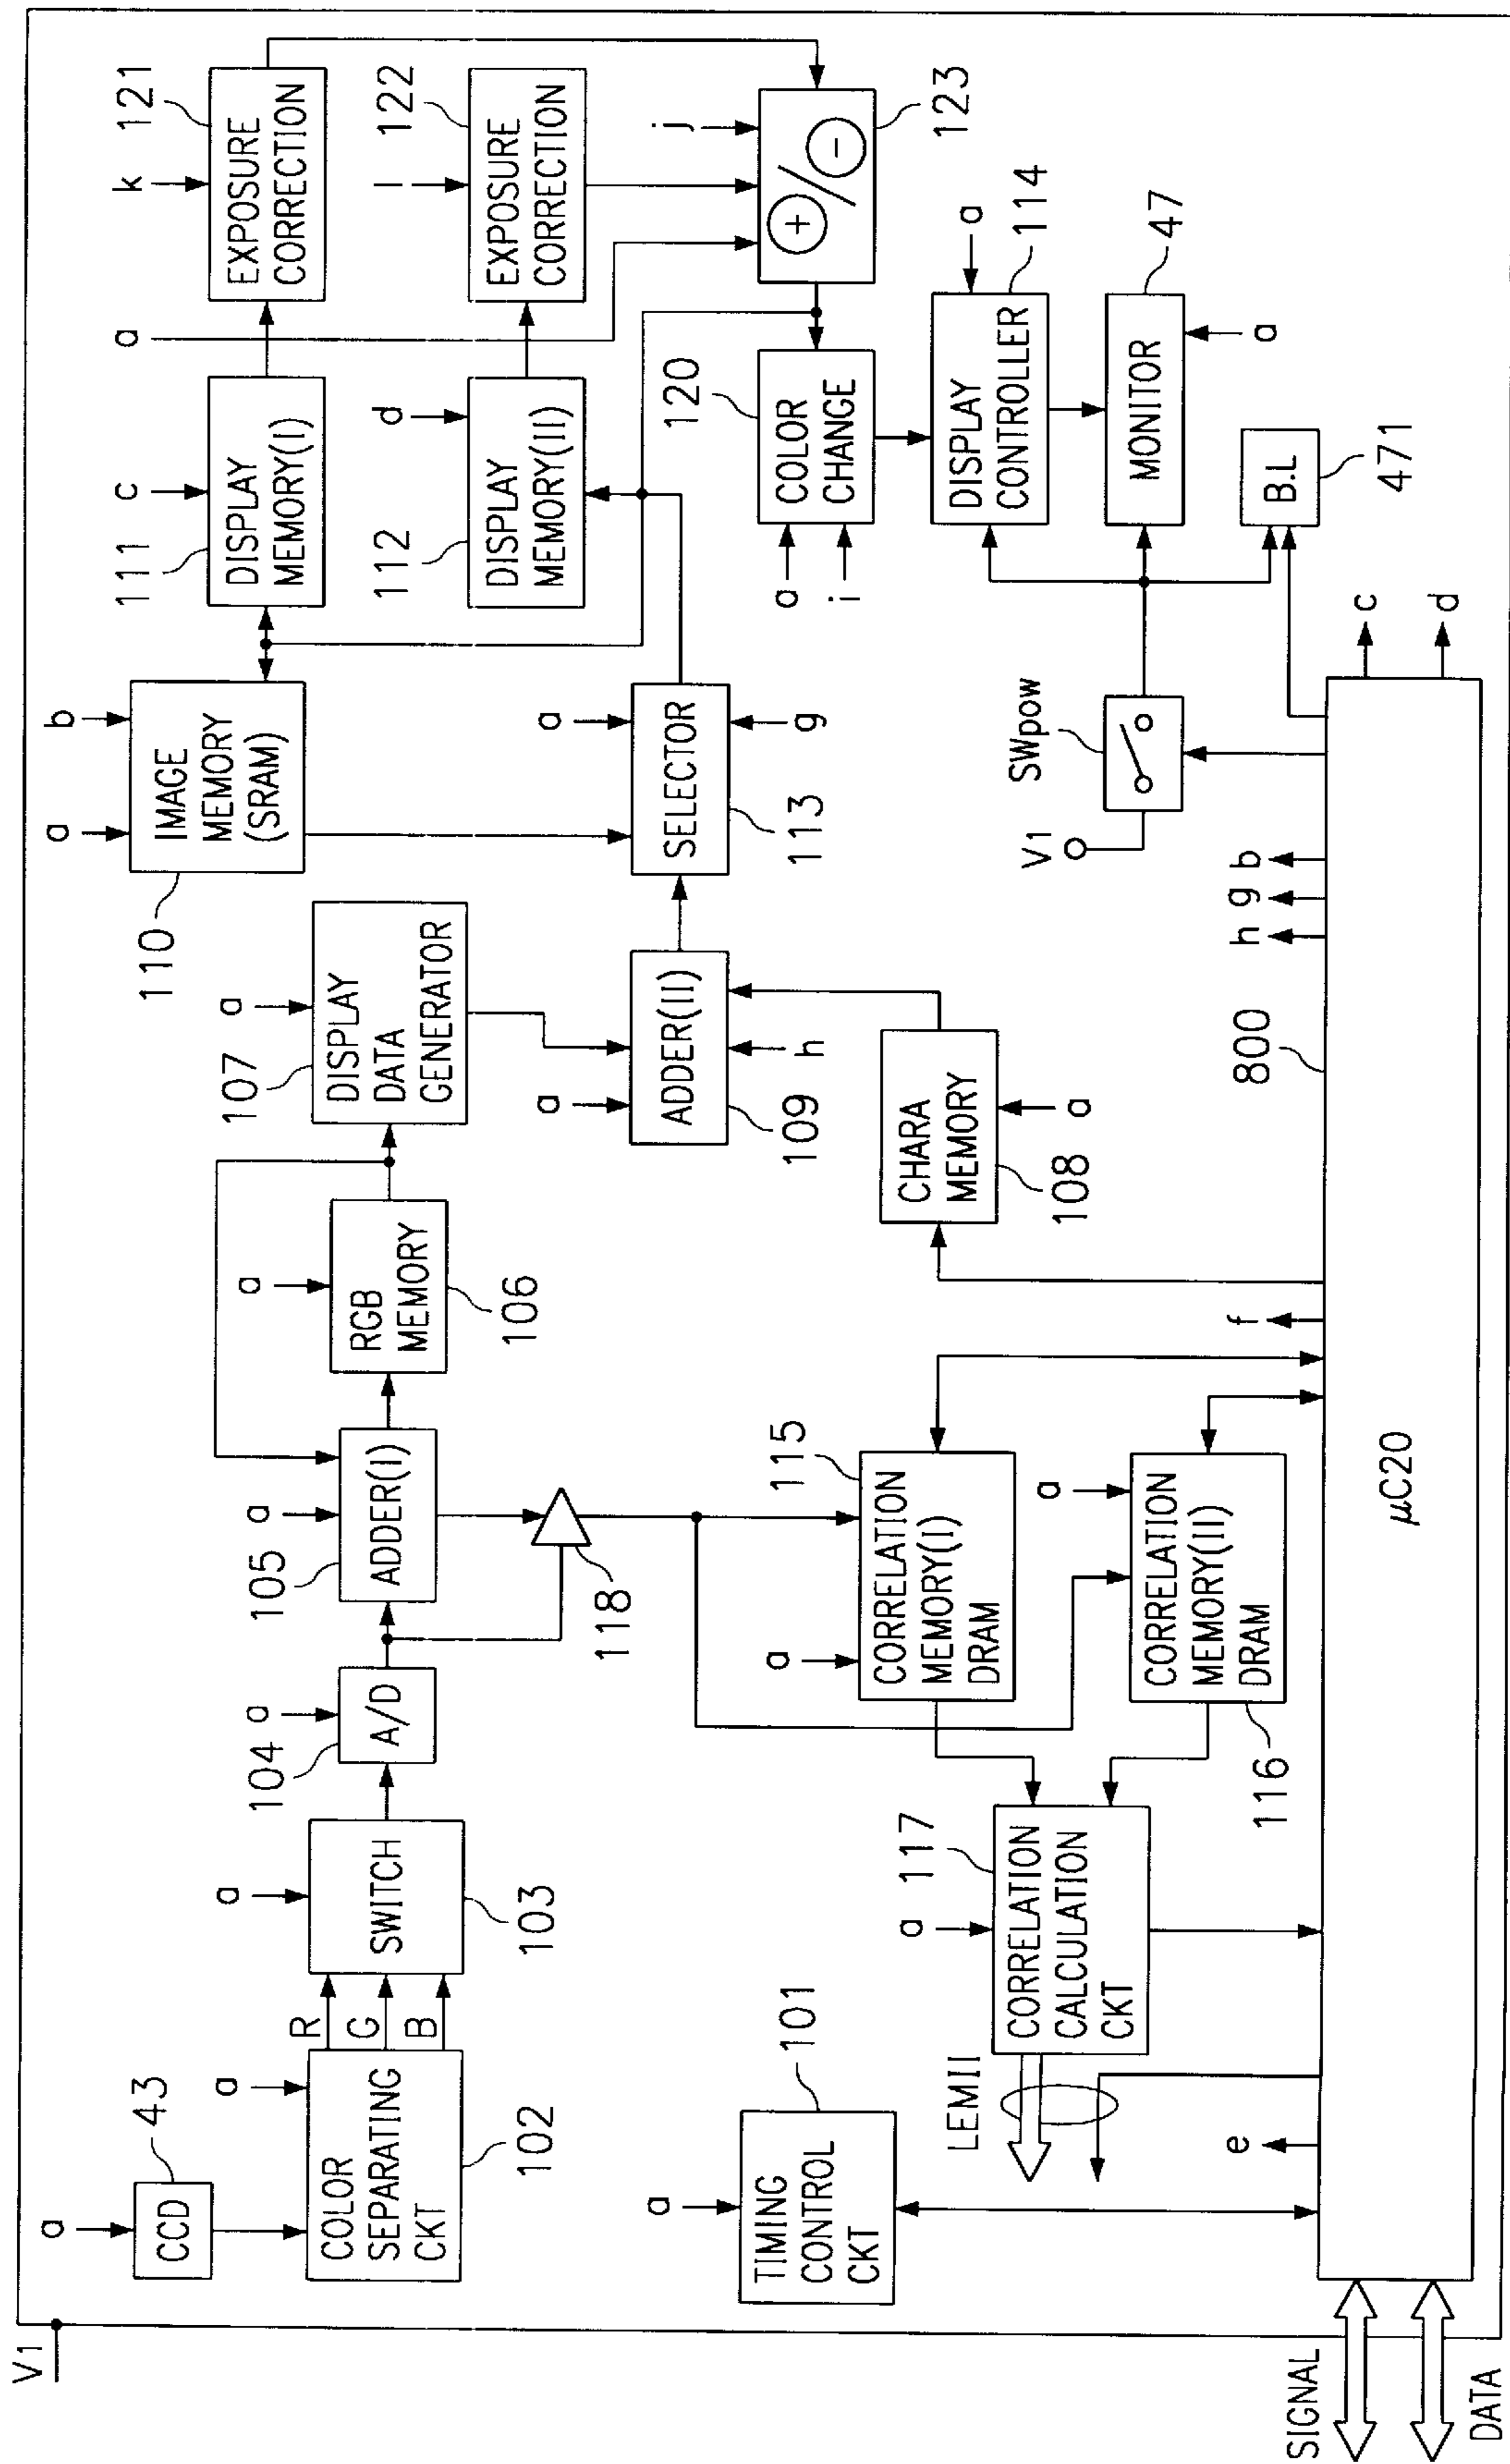 V1
a
CCD
43
COLOR
SEPARATING
CKT
102
a
R
G
B
a
SWITCH
103
a
A/D
104
a
ADDER(I)
105
118
a
RGB
MEMORY
106
a
DISPLAY
DATA
GENERATOR
107
a
ADDER(II)
h
109
CHARA
MEMORY
108
a
a
b
IMAGE
MEMORY
(SRAM)
110
a
SELECTOR
g
113
c
DISPLAY
MEMORY(I)
111
d
DISPLAY
MEMORY(II)
112
a
k
EXPOSURE
CORRECTION
121
l
EXPOSURE
CORRECTION
122
j
+/-
123
COLOR
CHANGE
120
a
i
DISPLAY
CONTROLLER
a
114
MONITOR
47
a
B.L
471
SWpow
V1
a
TIMING
CONTROL
CKT
101
LEMII
a
CORRELATION
CALCULATION
CKT
117
a
CORRELATION
MEMORY(I)
DRAM
115
a
CORRELATION
MEMORY(II)
DRAM
116
e
f
h
g
b
c
d
800
μC20
SIGNAL
DATA